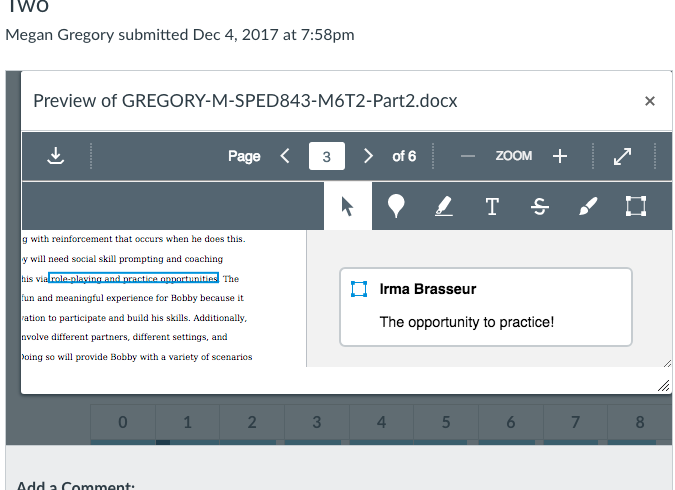 Two
Megan Gregory submitted Dec 4, 2017 at 7:58pm
Preview of GREGORY-M-SPED843-M6T2-Part2.docx ×
Page 3 of 6 ZOOM
T S
g with reinforcement that occurs when he does this.
y will need social skill prompting and coaching
his via role-playing and practice opportunities. The
fun and meaningful experience for Bobby because it
vation to participate and build his skills. Additionally,
nvolve different partners, different settings, and
Doing so will provide Bobby with a variety of scenarios
Irma Brasseur
The opportunity to practice!
0 1 2 3 4 5 6 7 8
Add a Comment: